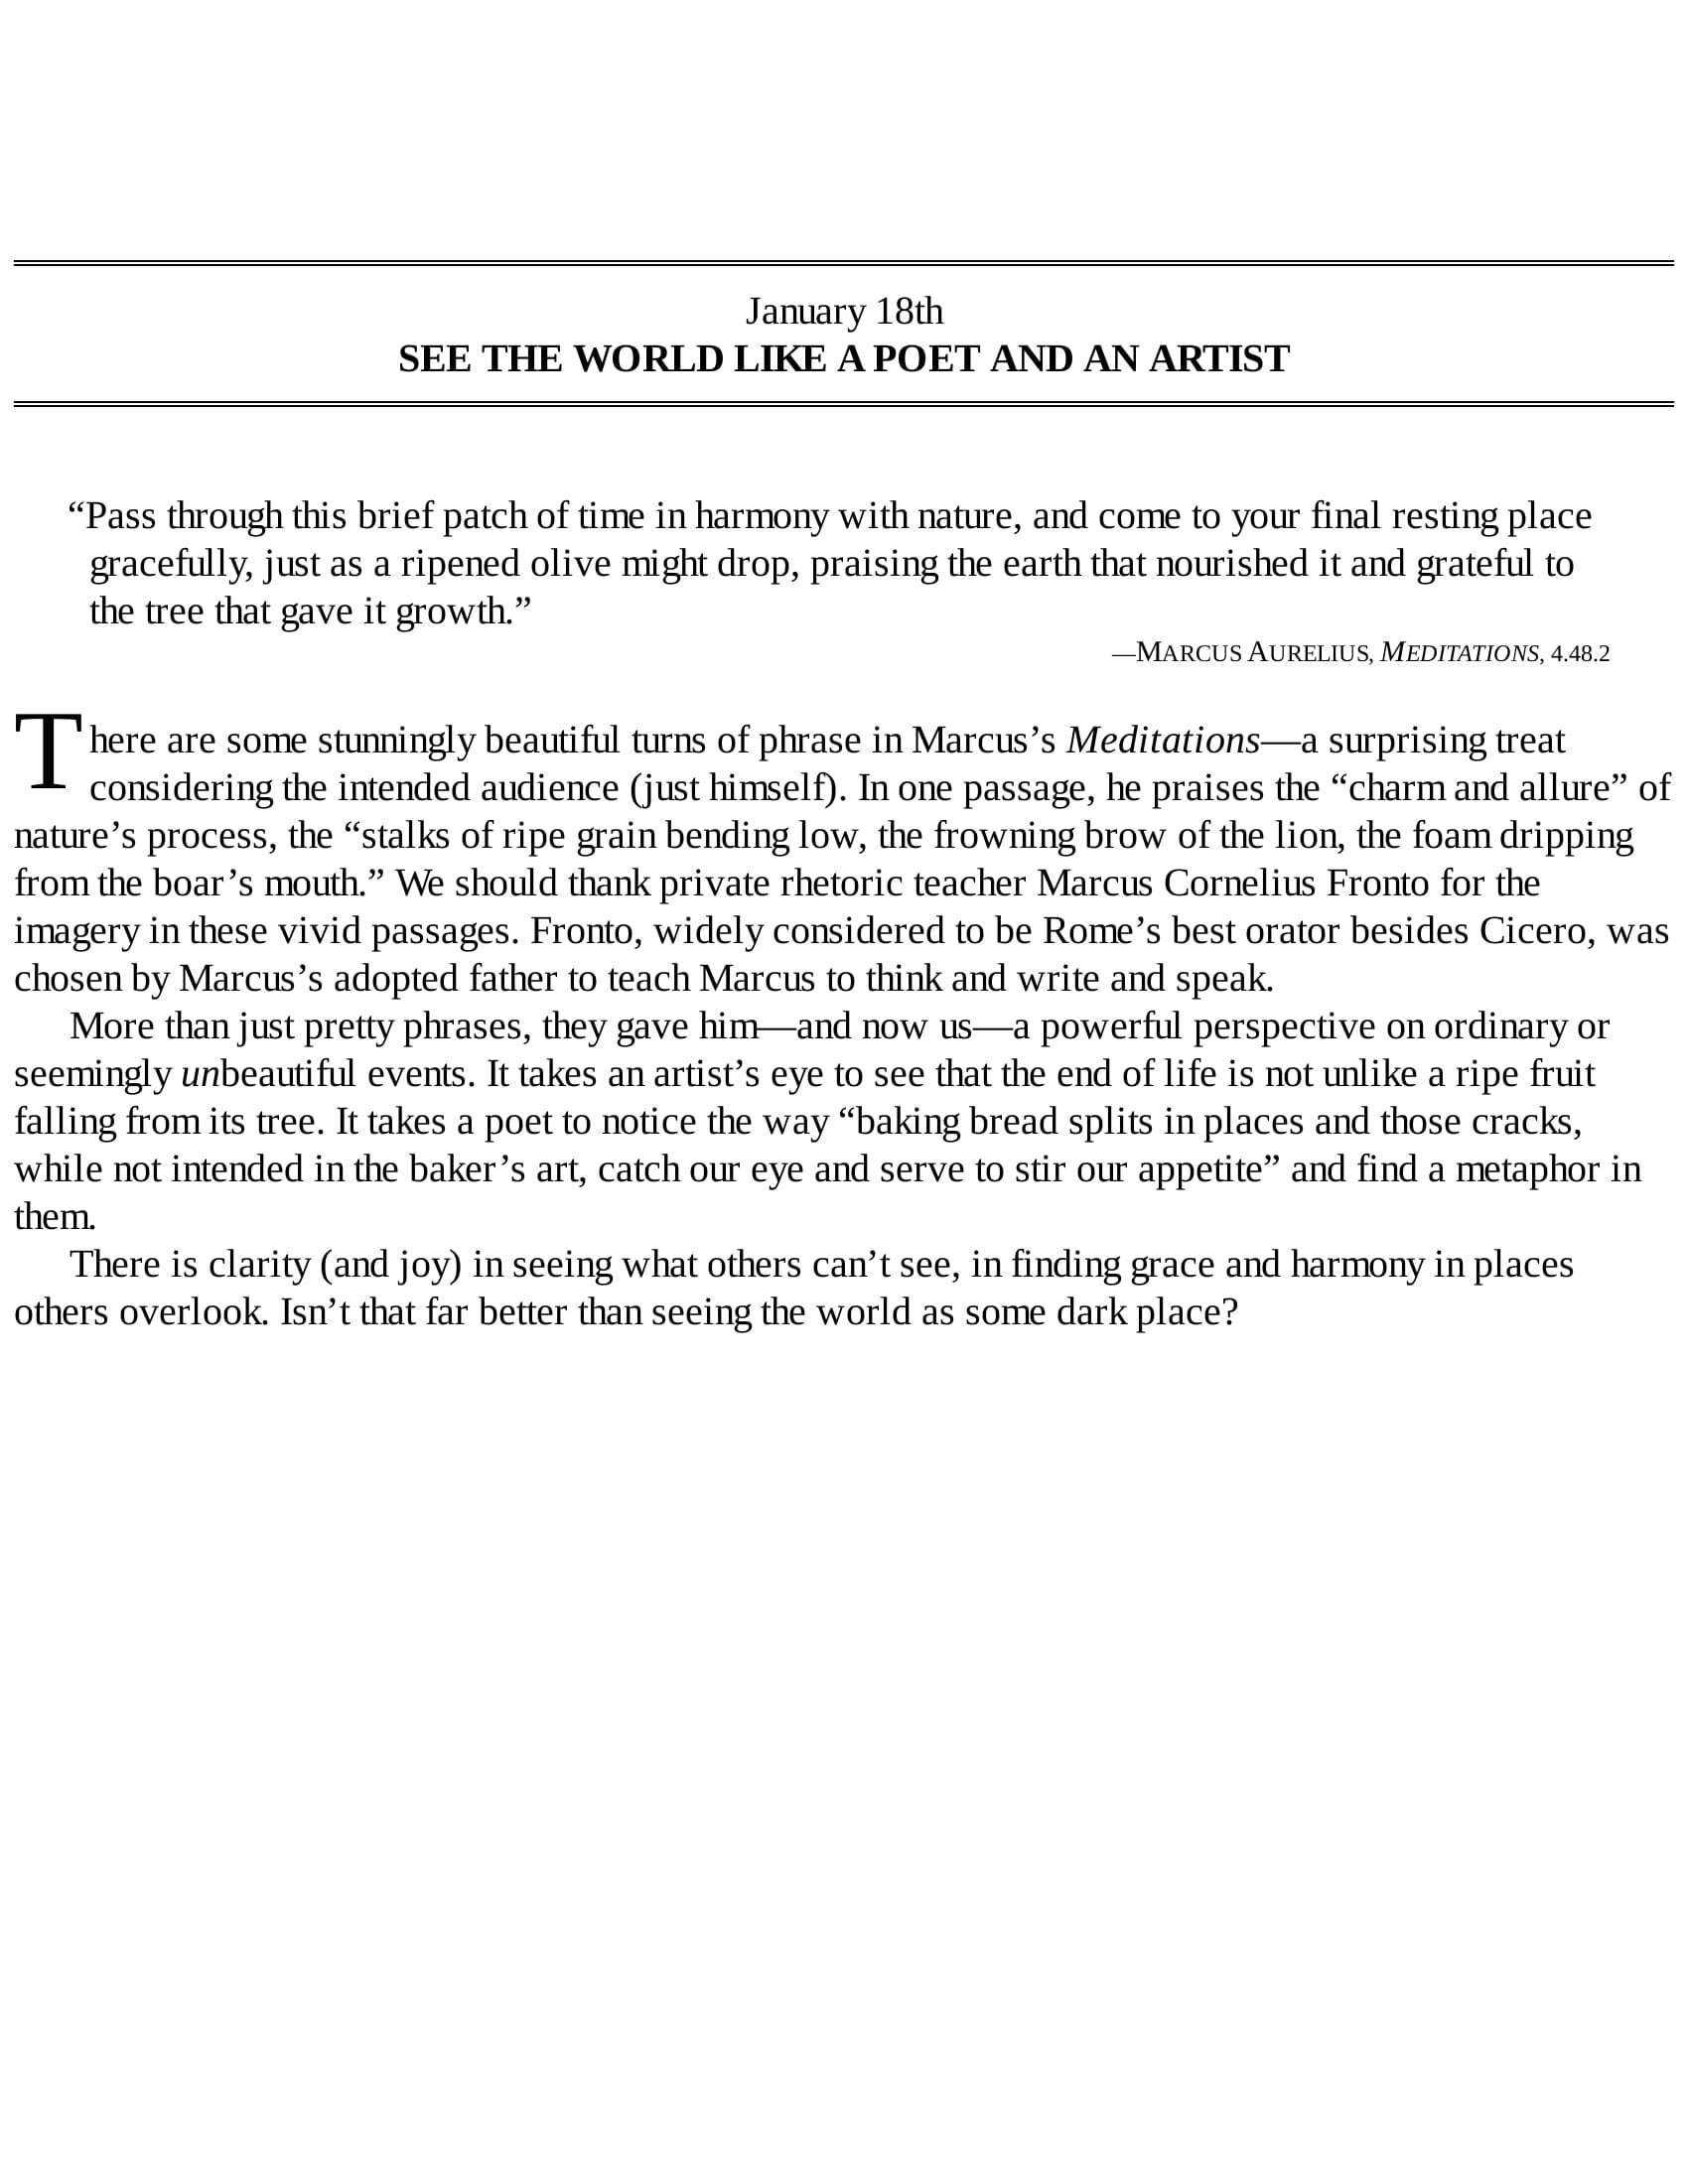 January 18th
SEE THE WORLD LIKE A POET AND AN ARTIST
“Pass through this brief patch of time in harmony with nature, and come to your final resting place
gracefully, just as a ripened olive might drop, praising the earth that nourished it and grateful to
the tree that gave it growth.”
—MARCUS AURELIUS, MEDITATIONS, 4.48.2
There are some stunningly beautiful turns of phrase in Marcus’s Meditations—a surprising treat
considering the intended audience (just himself). In one passage, he praises the “charm and allure” of
nature’s process, the “stalks of ripe grain bending low, the frowning brow of the lion, the foam dripping
from the boar’s mouth.” We should thank private rhetoric teacher Marcus Cornelius Fronto for the
imagery in these vivid passages. Fronto, widely considered to be Rome’s best orator besides Cicero, was
chosen by Marcus’s adopted father to teach Marcus to think and write and speak.
More than just pretty phrases, they gave him—and now us—a powerful perspective on ordinary or
seemingly unbeautiful events. It takes an artist’s eye to see that the end of life is not unlike a ripe fruit
falling from its tree. It takes a poet to notice the way “baking bread splits in places and those cracks,
while not intended in the baker’s art, catch our eye and serve to stir our appetite” and find a metaphor in
them.
There is clarity (and joy) in seeing what others can’t see, in finding grace and harmony in places
others overlook. Isn’t that far better than seeing the world as some dark place?